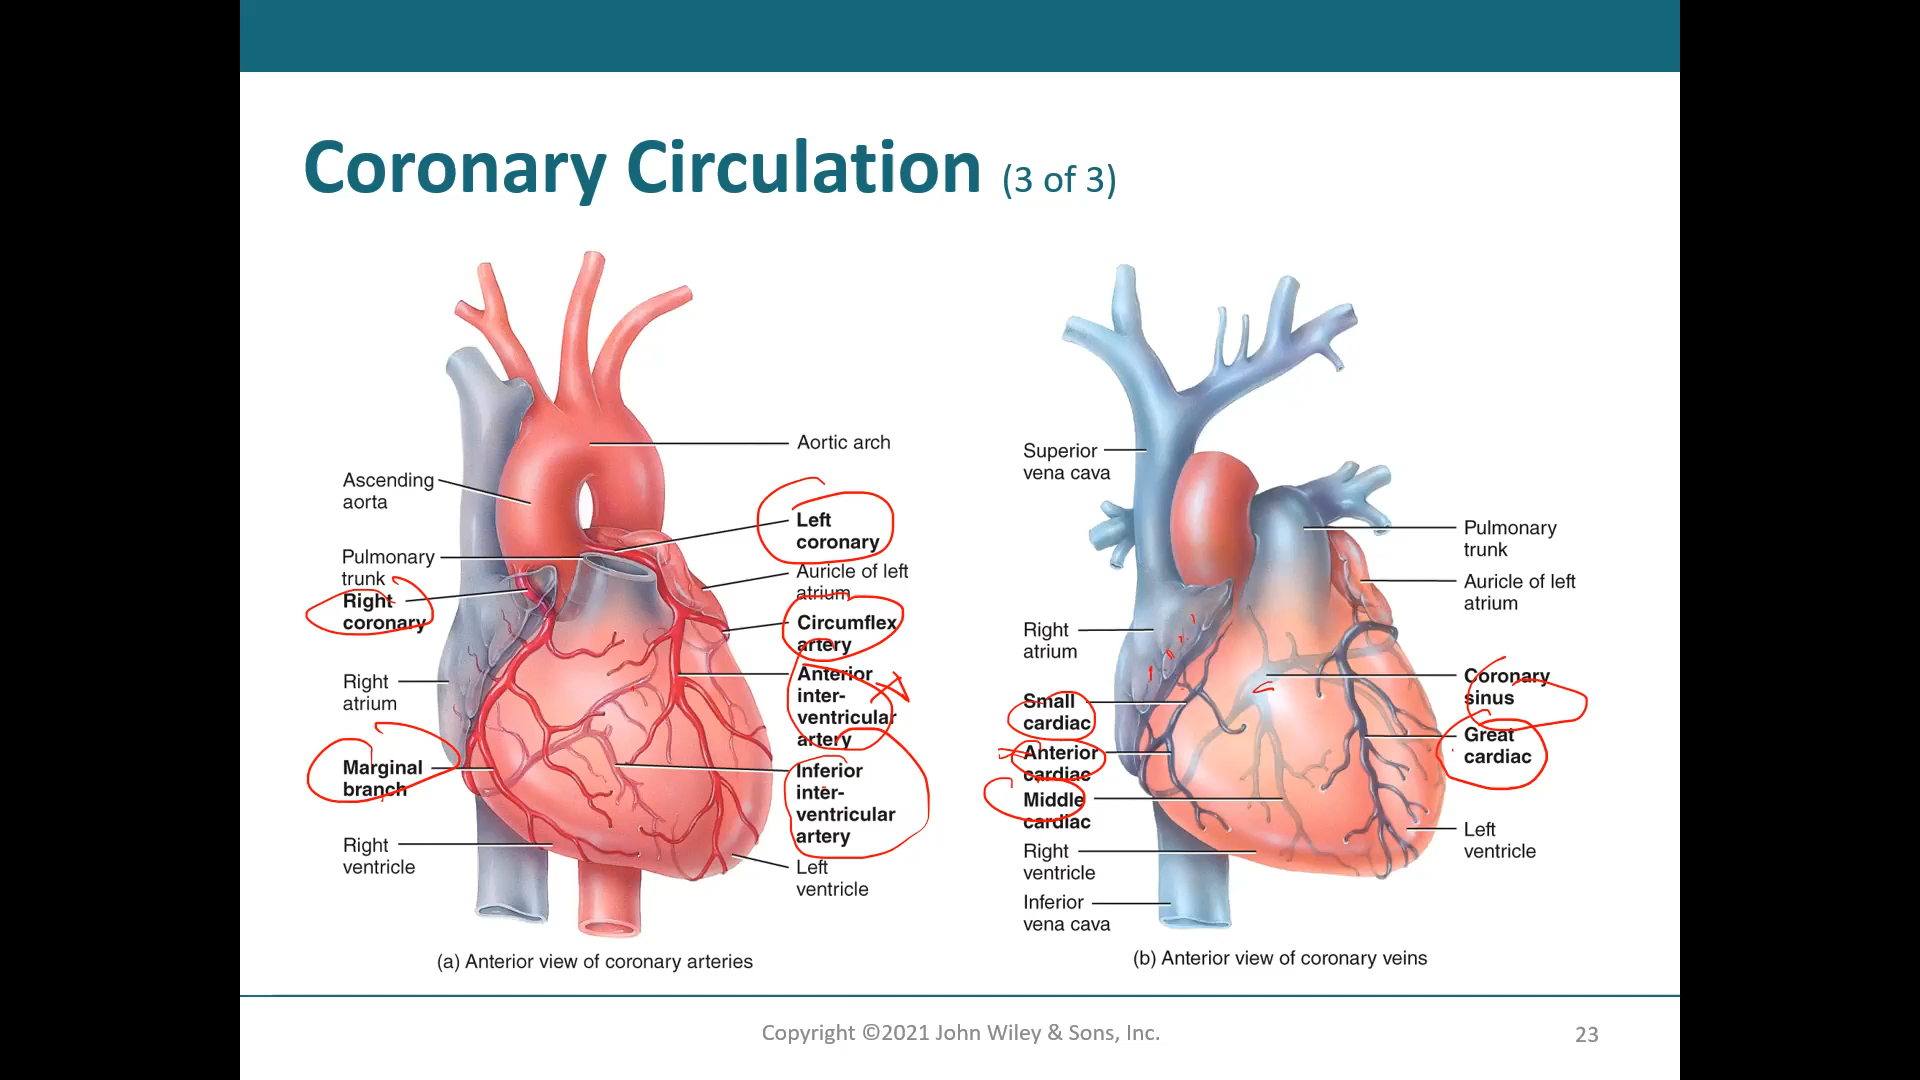 Coronary Circulation (3 of 3)
Aortic arch
Ascending
aorta
Left
coronary
Pulmonary
trunk
Auricle of left
atrium
Right
coronary
Circumflex
artery
Anterior
inter-
ventricular
artery
Right
atrium
Marginal
branch
Inferior
inter-
ventricular
artery
Right
ventricle
Left
ventricle
(a) Anterior view of coronary arteries
Superior
vena cava
Pulmonary
trunk
Auricle of left
atrium
Right
atrium
Coronary
sinus
Small
cardiac
Great
cardiac
Anterior
cardiac
Middle
cardiac
Left
ventricle
Right
ventricle
Inferior
vena cava
(b) Anterior view of coronary veins
Copyright ©2021 John Wiley & Sons, Inc.
23